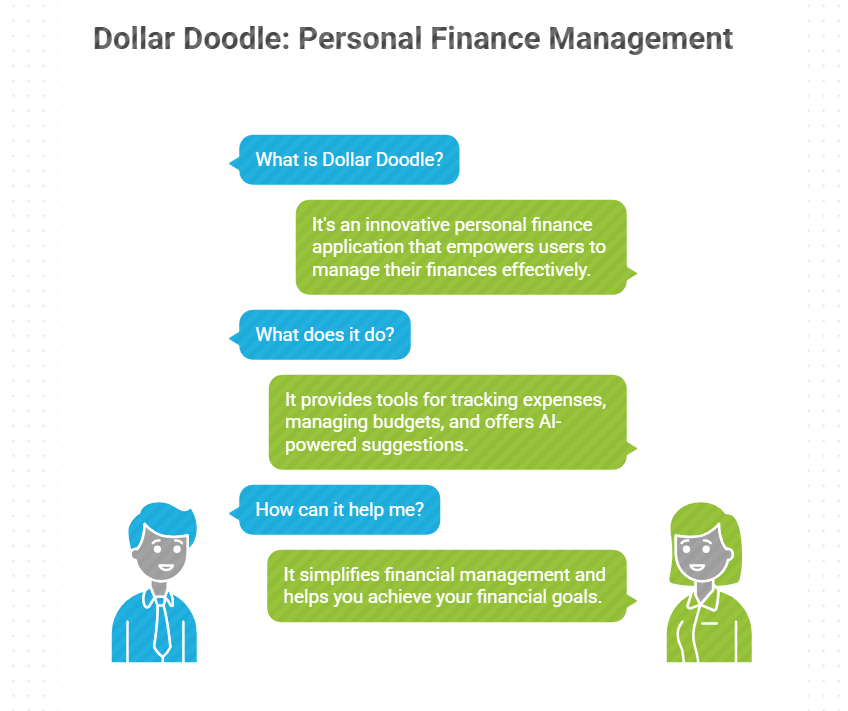 Dollar Doodle: Personal Finance Management
What is Dollar Doodle?
It's an innovative personal finance
application that empowers users to
manage their finances effectively.
What does it do?
It provides tools for tracking expenses,
managing budgets, and offers AI-
powered suggestions.
How can it help me?
It simplifies financial management and
helps you achieve your financial goals.